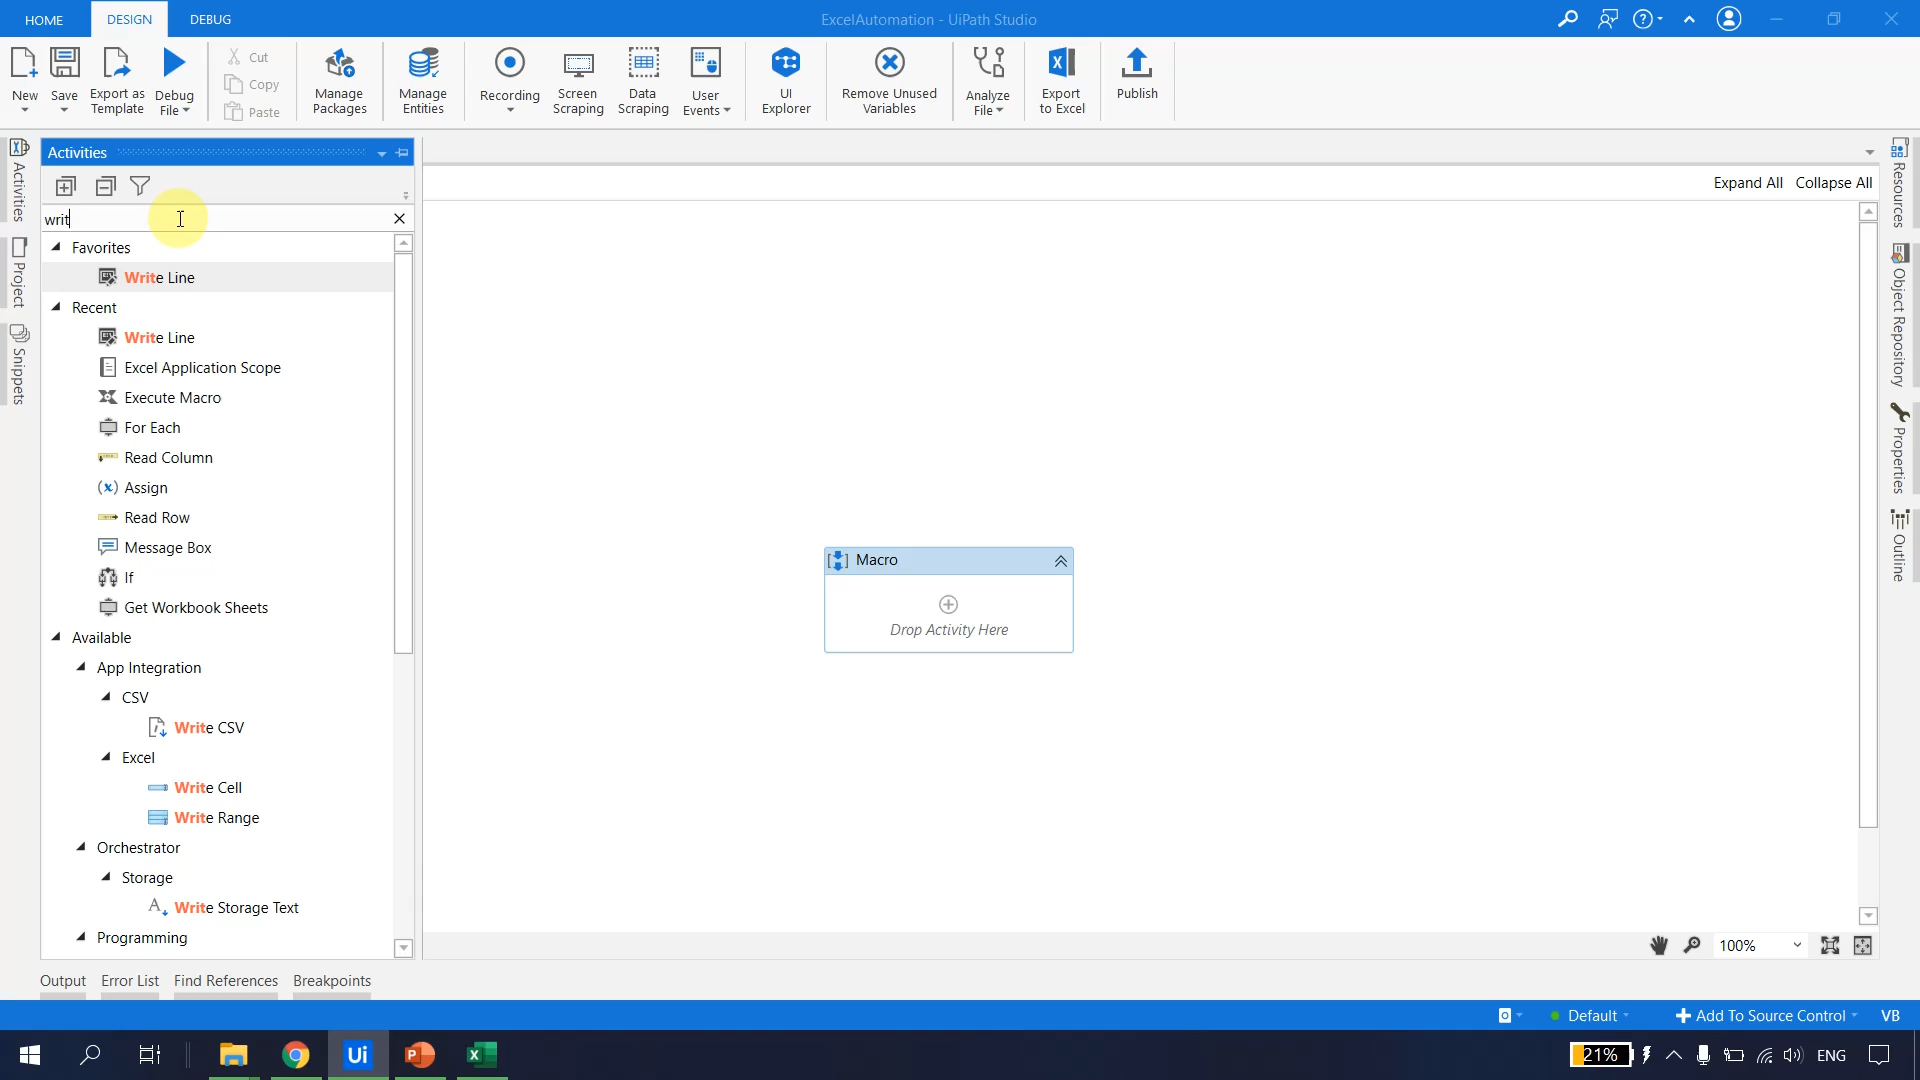 HOME DESIGN DEBUG ExcelAutomation - UiPath Studio
New Save Export as Template Debug File Cut Copy Paste Manage Packages Manage Entities Recording Screen Scraping Data Scraping User Events UI Explorer Remove Unused Variables Analyze File Export to Excel Publish
Activities
Expand All Collapse All
writ
Favorites
Write Line
Recent
Write Line
Excel Application Scope
Execute Macro
For Each
Read Column
Assign
Read Row
Message Box
If
Get Workbook Sheets
Available
App Integration
CSV
Write CSV
Excel
Write Cell
Write Range
Orchestrator
Storage
Write Storage Text
Programming
Activities
Project
Snippets
Macro
Drop Activity Here
Resources
Object Repository
Properties
Outline
100%
Output Error List Find References Breakpoints
Default Add To Source Control VB
Ui
21% ENG